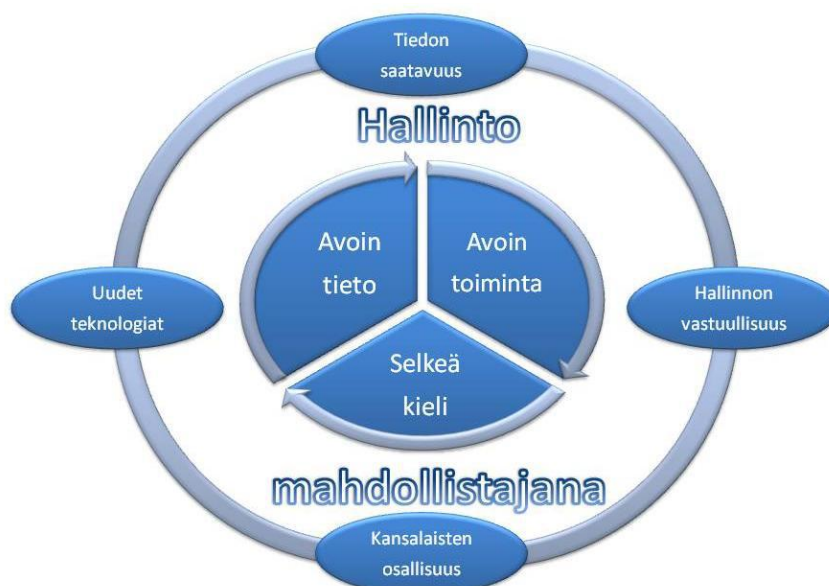 Tiedon
saatavuus
Hallinto
Avoin
tieto
Avoin
toiminta
Uudet
teknologiat
Hallinnon
vastuullisuus
Selkeä
kieli
mahdollistajana
Kansalaisten
osallisuus